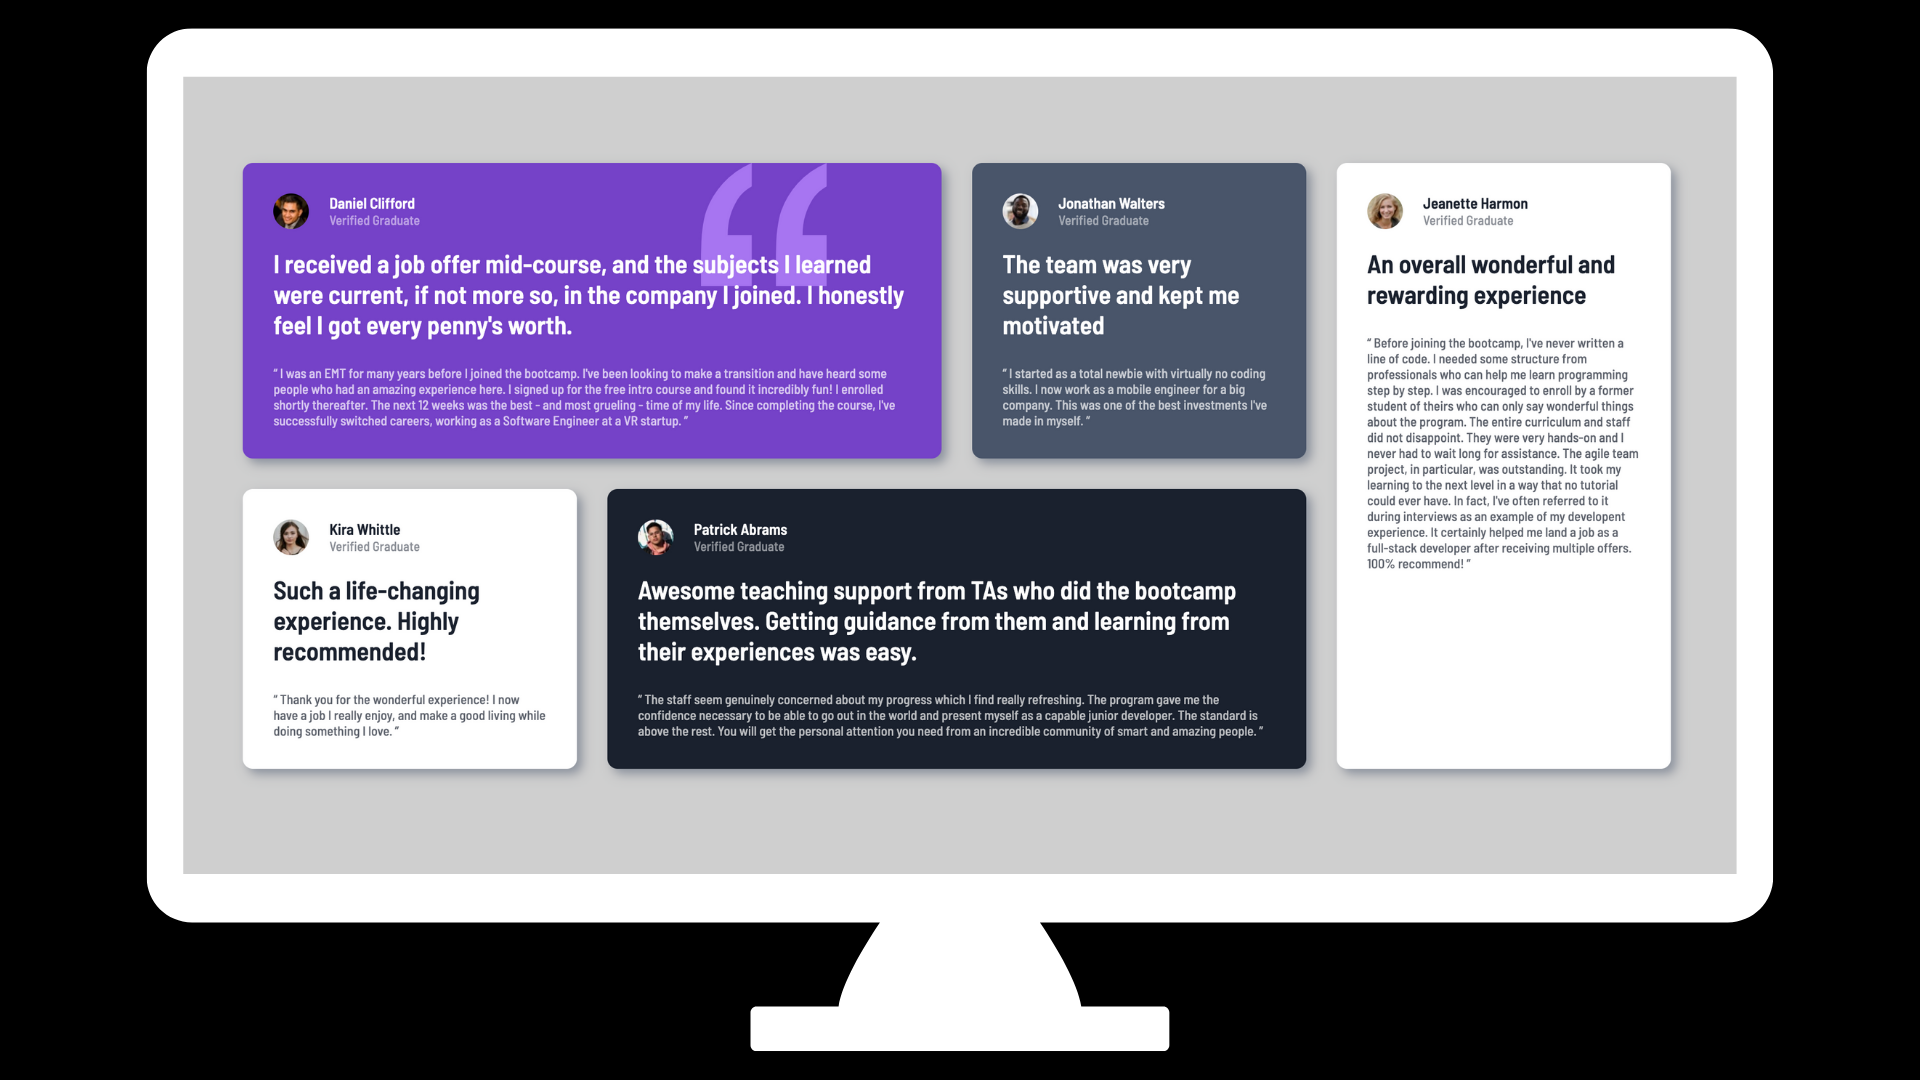 Daniel Clifford
Verified Graduate
I received a job offer mid-course, and the subjects I learned
were current, if not more so, in the company I joined. I honestly
feel I got every penny's worth.
“ I was an EMT for many years before I joined the bootcamp. I've been looking to make a transition and have heard some
people who had an amazing experience here. I signed up for the free intro course and found it incredibly fun! I enrolled
shortly thereafter. The next 12 weeks was the best - and most grueling - time of my life. Since completing the course, I've
successfully switched careers, working as a Software Engineer at a VR startup. ”
Jonathan Walters
Verified Graduate
The team was very
supportive and kept me
motivated
“ I started as a total newbie with virtually no coding
skills. I now work as a mobile engineer for a big
company. This was one of the best investments I've
made in myself. ”
Jeanette Harmon
Verified Graduate
An overall wonderful and
rewarding experience
“ Before joining the bootcamp, I've never written a
line of code. I needed some structure from
professionals who can help me learn programming
step by step. I was encouraged to enroll by a former
student of theirs who can only say wonderful things
about the program. The entire curriculum and staff
did not disappoint. They were very hands-on and I
never had to wait long for assistance. The agile team
project, in particular, was outstanding. It took my
learning to the next level in a way that no tutorial
could ever have. In fact, I've often referred to it
during interviews as an example of my developent
experience. It certainly helped me land a job as a
full-stack developer after receiving multiple offers.
100% recommend! ”
Kira Whittle
Verified Graduate
Such a life-changing
experience. Highly
recommended!
“ Thank you for the wonderful experience! I now
have a job I really enjoy, and make a good living while
doing something I love. ”
Patrick Abrams
Verified Graduate
Awesome teaching support from TAs who did the bootcamp
themselves. Getting guidance from them and learning from
their experiences was easy.
“ The staff seem genuinely concerned about my progress which I find really refreshing. The program gave me the
confidence necessary to be able to go out in the world and present myself as a capable junior developer. The standard is
above the rest. You will get the personal attention you need from an incredible community of smart and amazing people. ”